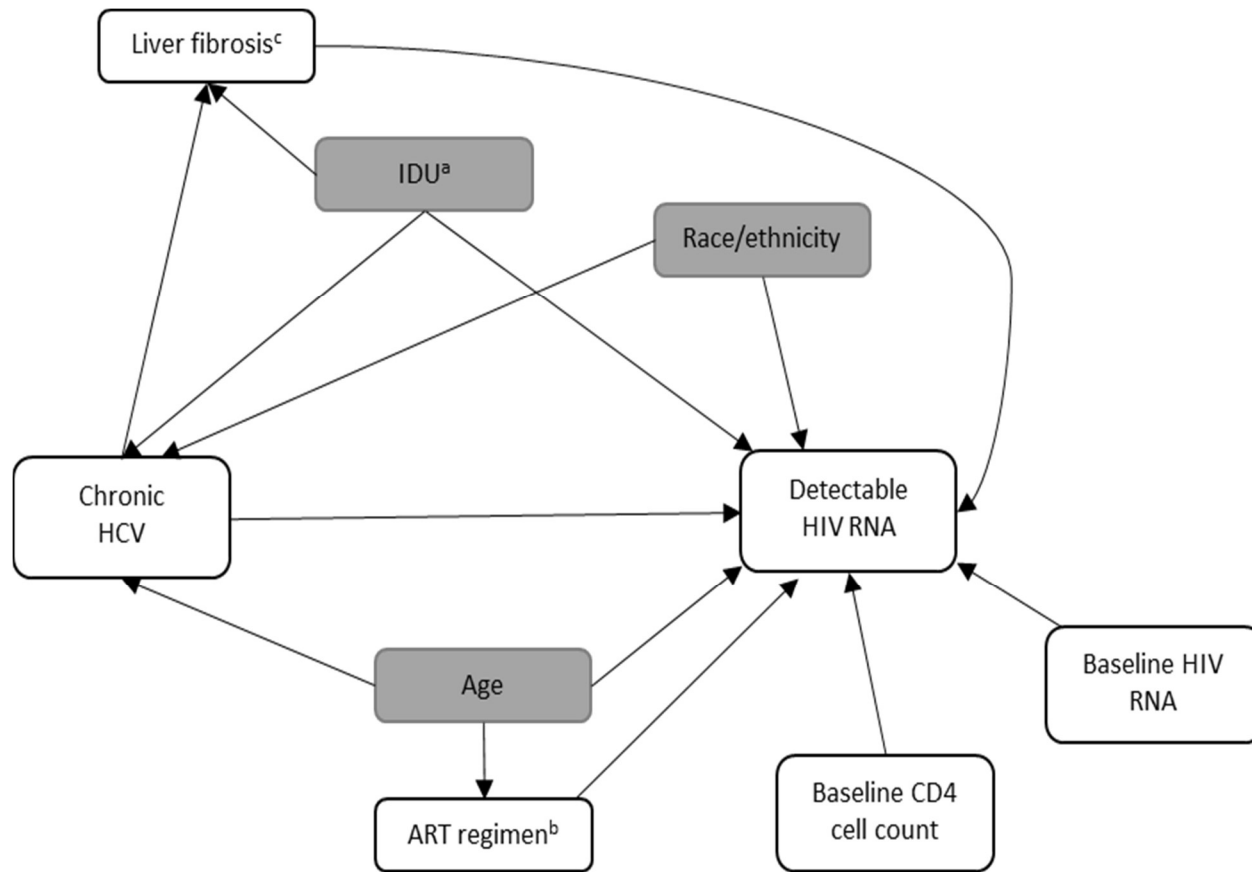 Liver fibrosisᶜ
IDUᵃ
Race/ethnicity
Chronic
HCV
Detectable
HIV RNA
Age
Baseline HIV
RNA
ART regimenᵇ
Baseline CD4
cell count